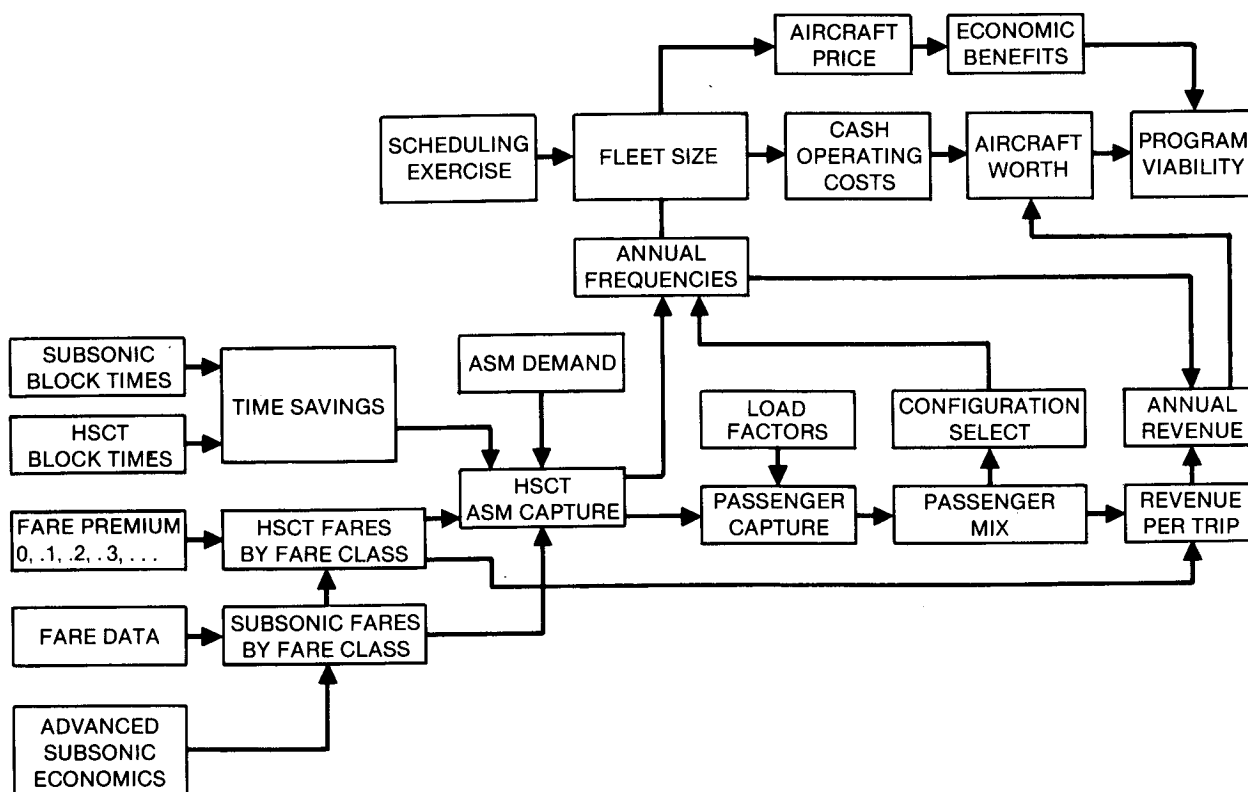 AIRCRAFT
PRICE
ECONOMIC
BENEFITS
SCHEDULING
EXERCISE
FLEET SIZE
CASH
OPERATING
COSTS
AIRCRAFT
WORTH
PROGRAM
VIABILITY
ANNUAL
FREQUENCIES
SUBSONIC
BLOCK TIMES
HSCT
BLOCK TIMES
TIME SAVINGS
ASM DEMAND
LOAD
FACTORS
CONFIGURATION
SELECT
ANNUAL
REVENUE
HSCT
ASM CAPTURE
PASSENGER
CAPTURE
PASSENGER
MIX
REVENUE
PER TRIP
FARE PREMIUM
0, .1, .2, .3, . . .
HSCT FARES
BY FARE CLASS
FARE DATA
SUBSONIC FARES
BY FARE CLASS
ADVANCED
SUBSONIC
ECONOMICS